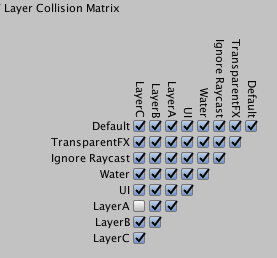 Layer Collision Matrix
LayerC
LayerB
LayerA
UI
Water
Ignore Raycast
TransparentFX
Default
Default
TransparentFX
Ignore Raycast
Water
UI
LayerA
LayerB
LayerC